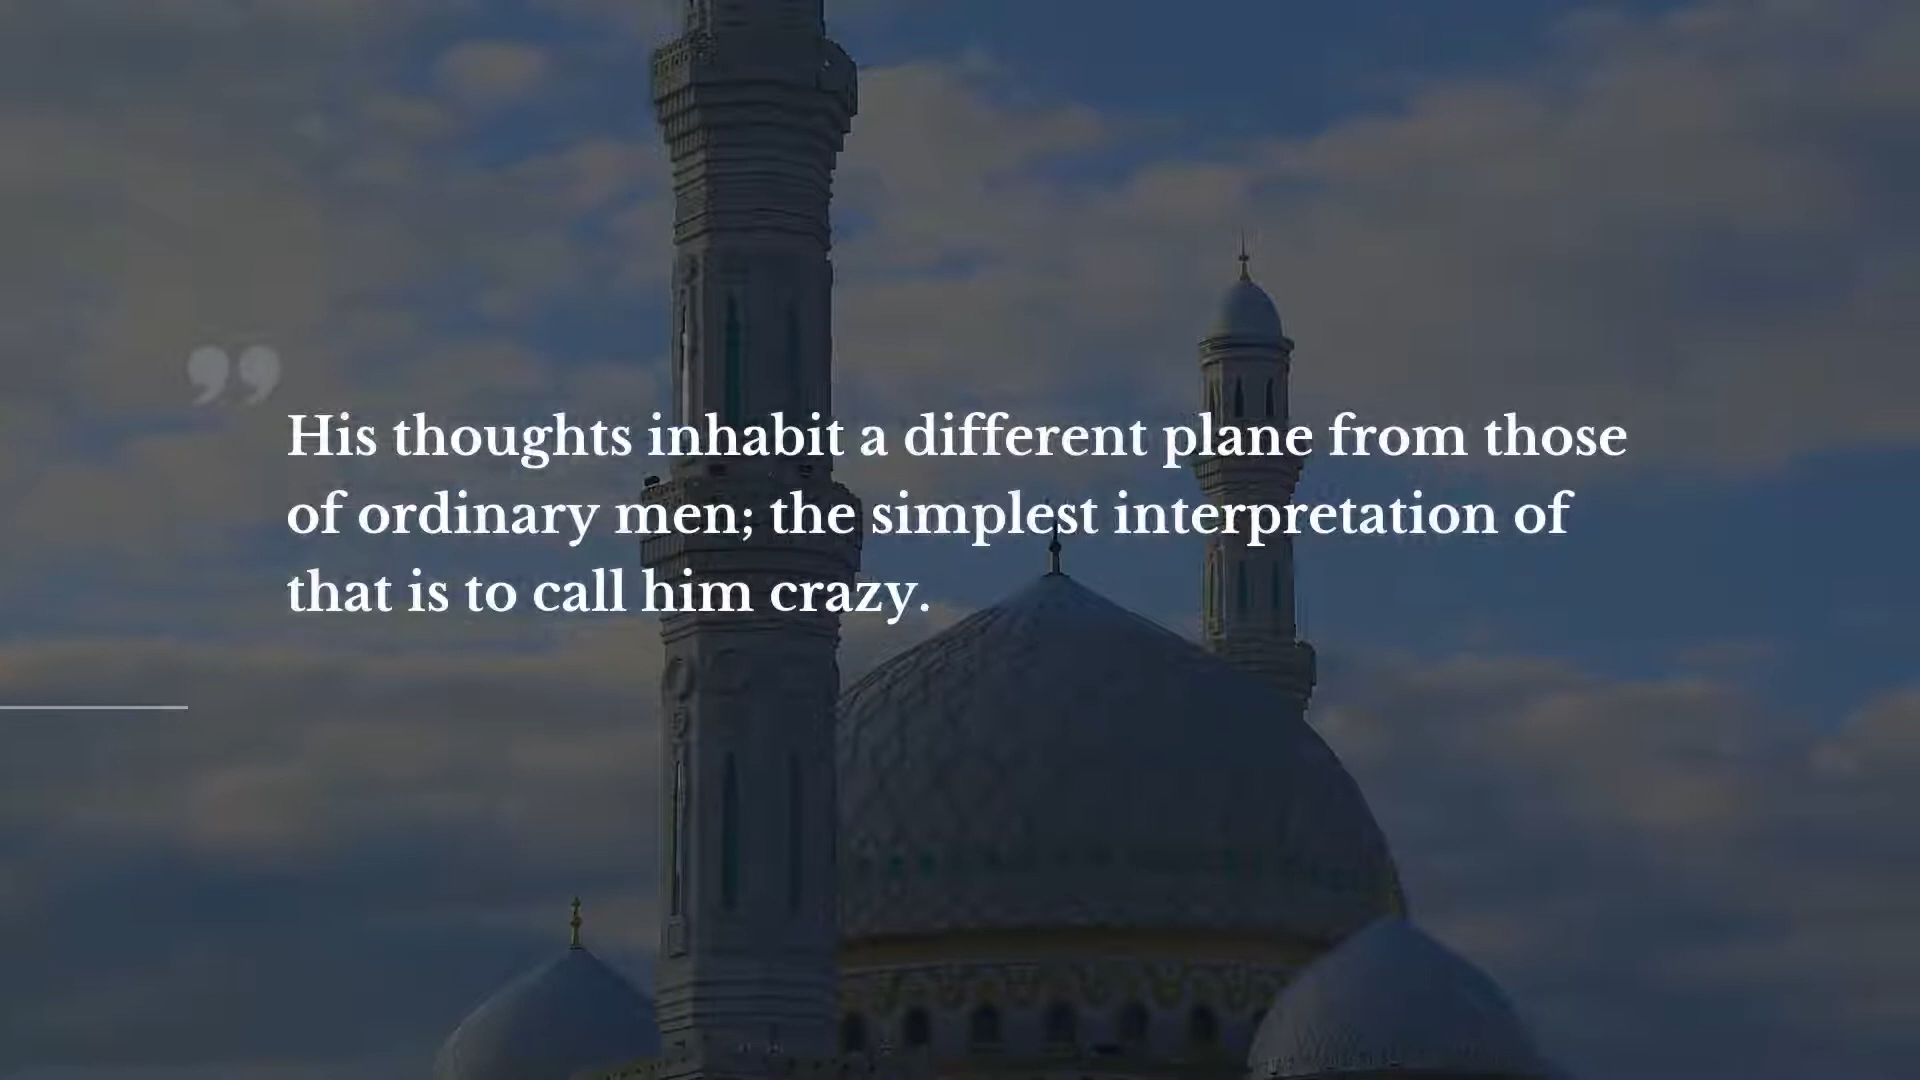 ”
His thoughts inhabit a different plane from those
of ordinary men; the simplest interpretation of
that is to call him crazy.